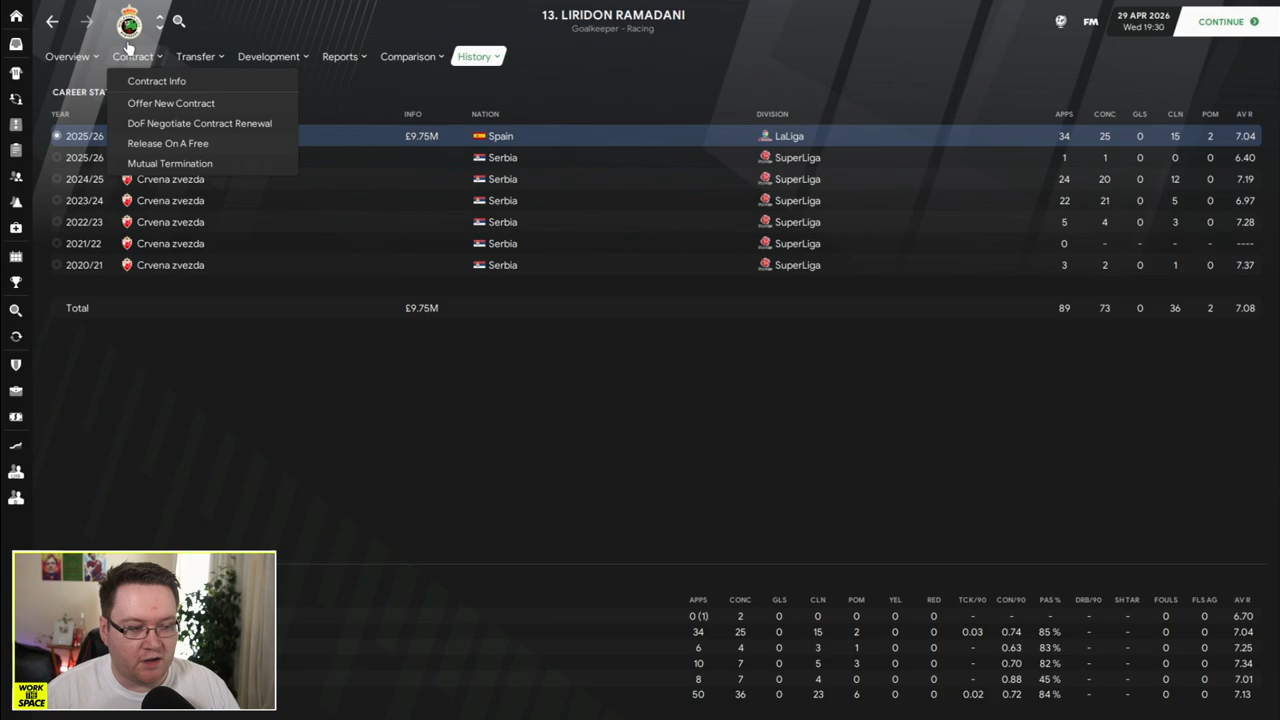 13. LIRIDON RAMADANI
Goalkeeper - Racing
FM
29 APR 2026
Wed 19:30
CONTINUE
Overview Contract Transfer Development Reports Comparison History
Contract Info
Offer New Contract
DoF Negotiate Contract Renewal
Release On A Free
Mutual Termination
CAREER STA
YEAR INFO NATION DIVISION APPS CONC GLS CLN POM AV R
2025/26 £9.75M Spain LaLiga 34 25 0 15 2 7.04
2025/26 Serbia SuperLiga 1 1 0 0 0 6.40
2024/25 Crvena zvezda Serbia SuperLiga 24 20 0 12 0 7.19
2023/24 Crvena zvezda Serbia SuperLiga 22 21 0 5 0 6.97
2022/23 Crvena zvezda Serbia SuperLiga 5 4 0 3 0 7.28
2021/22 Crvena zvezda Serbia SuperLiga 0 - - - - ----
2020/21 Crvena zvezda Serbia SuperLiga 3 2 0 1 0 7.37
Total £9.75M 89 73 0 36 2 7.08
APPS CONC GLS CLN POM YEL RED TCK/90 CON/90 PAS % DRB/90 SH TAR FOULS FLS AG AV R
0 (1) 2 0 0 0 0 0 - - - - - 0 0 6.70
34 25 0 15 2 0 0 0.03 0.74 85 % - - 0 0 7.04
6 4 0 3 1 0 0 - 0.63 83 % - - 0 0 7.25
10 7 0 5 3 0 0 - 0.70 82 % - - 0 0 7.34
8 7 0 4 0 0 0 - 0.88 45 % - - 0 0 7.01
50 36 0 23 6 0 0 0.02 0.72 84 % - - 0 0 7.13
WORK
THE
SPACE